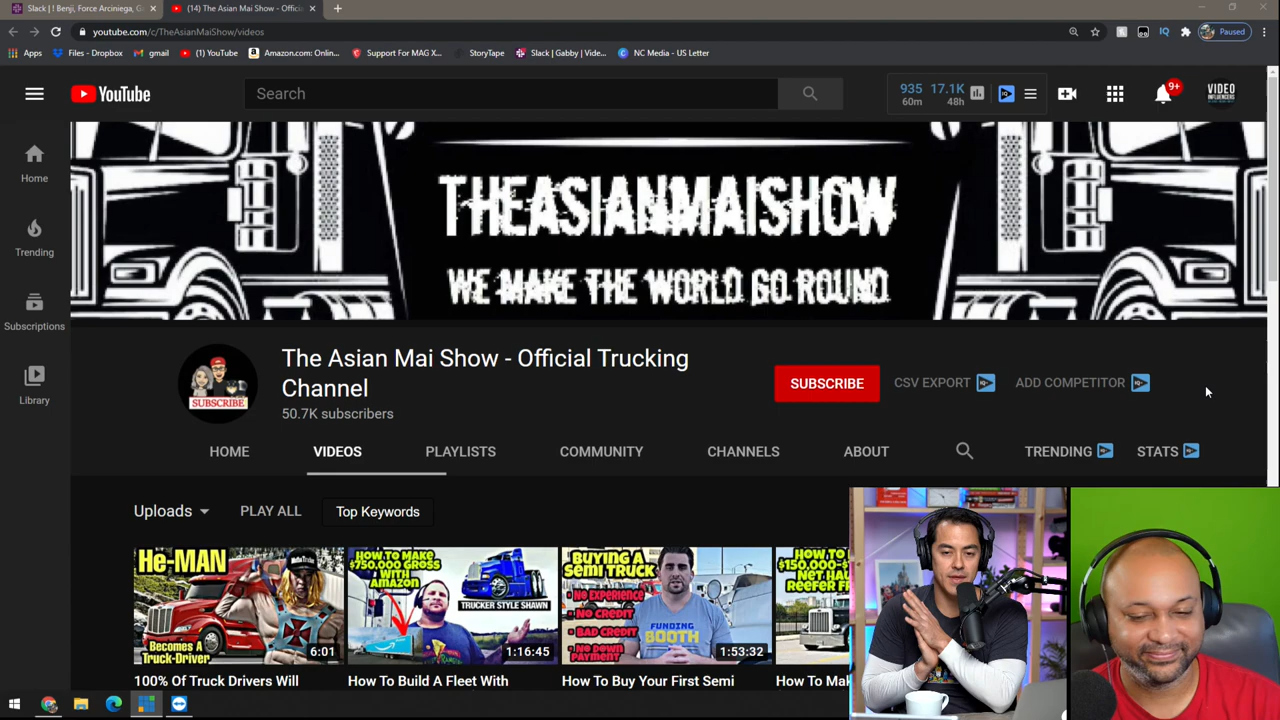 Slack | ! Benji, Force Arciniega, G
(14) The Asian Mai Show - Offici
youtube.com/c/TheAsianMaiShow/videos
Paused
Apps
Files - Dropbox
gmail
(1) YouTube
Amazon.com: Onlin...
Support For MAG X...
StoryTape
Slack | Gabby | Vide...
NC Media - US Letter
YouTube
Search
935
60m
17.1K
48h
9+
VIDEO
INFLUENCERS
Home
Trending
Subscriptions
Library
THEASIANMAISHOW
WE MAKE THE WORLD GO ROUND
SUBSCRIBE
The Asian Mai Show - Official Trucking
Channel
50.7K subscribers
SUBSCRIBE
CSV EXPORT
ADD COMPETITOR
HOME
VIDEOS
PLAYLISTS
COMMUNITY
CHANNELS
ABOUT
TRENDING
STATS
Uploads
PLAY ALL
Top Keywords
He-MAN
Becomes A
Truck-Driver
6:01
HOW TO MAKE
$750,000 GROSS
WITH
AMAZON
TRUCKER STYLE SHAWN
1:16:45
BUYING A
SEMI TRUCK
NO EXPERIENCE
NO CREDIT
BAD CREDIT
NO DOWN
PAYMENT
FUNDING
BOOTH
1:53:32
HOW TO
$150,000-
NET HAU
REEFER F
100% Of Truck Drivers Will
How To Build A Fleet With
How To Buy Your First Semi
How To Mak